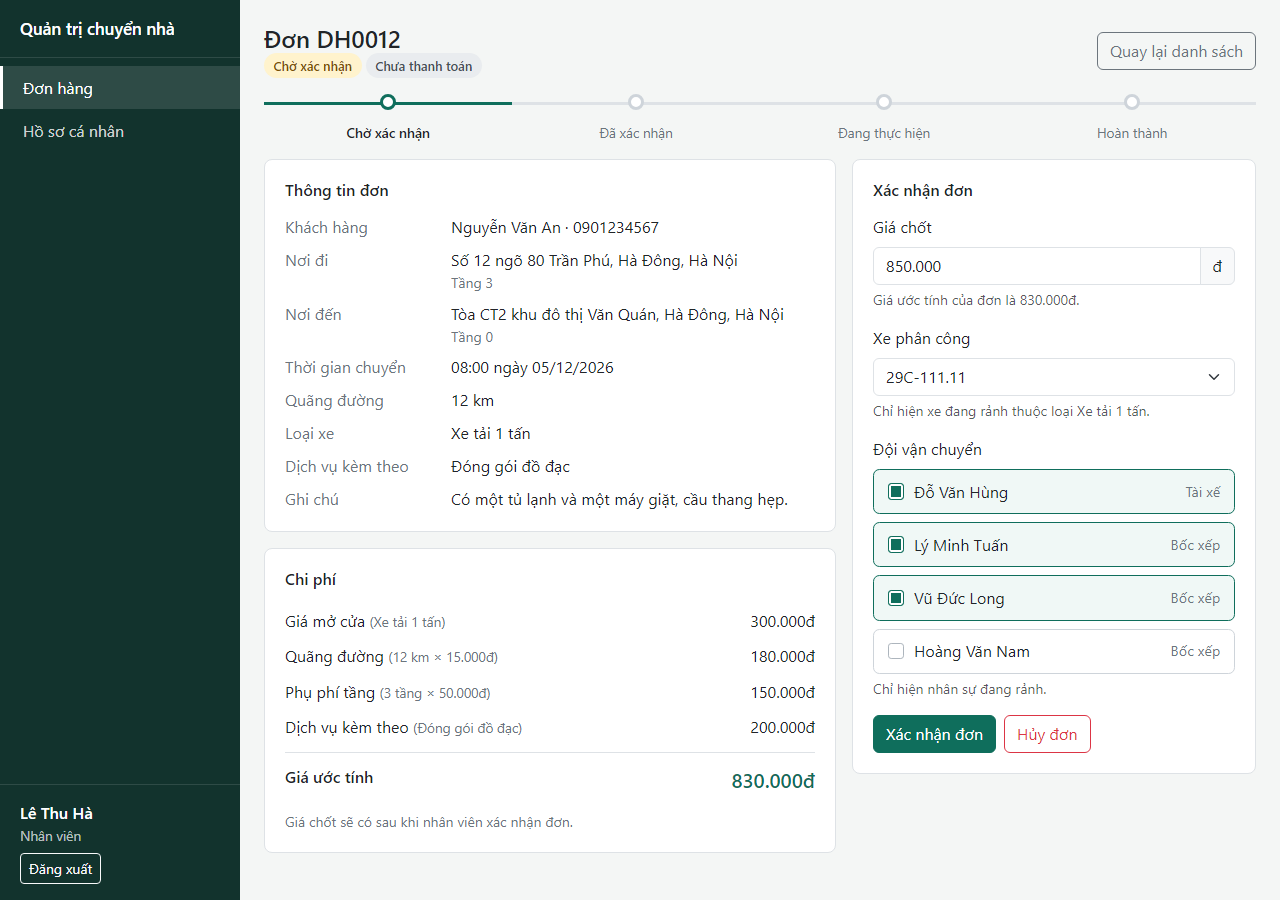 Quản trị chuyển nhà
Đơn hàng
Hồ sơ cá nhân
Lê Thu Hà
Nhân viên
Đăng xuất
Đơn DH0012
Chờ xác nhận
Chưa thanh toán
Quay lại danh sách
Chờ xác nhận
Đã xác nhận
Đang thực hiện
Hoàn thành
Thông tin đơn
Khách hàng Nguyễn Văn An · 0901234567
Nơi đi Số 12 ngõ 80 Trần Phú, Hà Đông, Hà Nội
Tầng 3
Nơi đến Tòa CT2 khu đô thị Văn Quán, Hà Đông, Hà Nội
Tầng 0
Thời gian chuyển 08:00 ngày 05/12/2026
Quãng đường 12 km
Loại xe Xe tải 1 tấn
Dịch vụ kèm theo Đóng gói đồ đạc
Ghi chú Có một tủ lạnh và một máy giặt, cầu thang hẹp.
Chi phí
Giá mở cửa (Xe tải 1 tấn) 300.000đ
Quãng đường (12 km × 15.000đ) 180.000đ
Phụ phí tầng (3 tầng × 50.000đ) 150.000đ
Dịch vụ kèm theo (Đóng gói đồ đạc) 200.000đ
Giá ước tính 830.000đ
Giá chốt sẽ có sau khi nhân viên xác nhận đơn.
Xác nhận đơn
Giá chốt
850.000 đ
Giá ước tính của đơn là 830.000đ.
Xe phân công
29C-111.11
Chỉ hiện xe đang rảnh thuộc loại Xe tải 1 tấn.
Đội vận chuyển
Đỗ Văn Hùng Tài xế
Lý Minh Tuấn Bốc xếp
Vũ Đức Long Bốc xếp
Hoàng Văn Nam Bốc xếp
Chỉ hiện nhân sự đang rảnh.
Xác nhận đơn
Hủy đơn